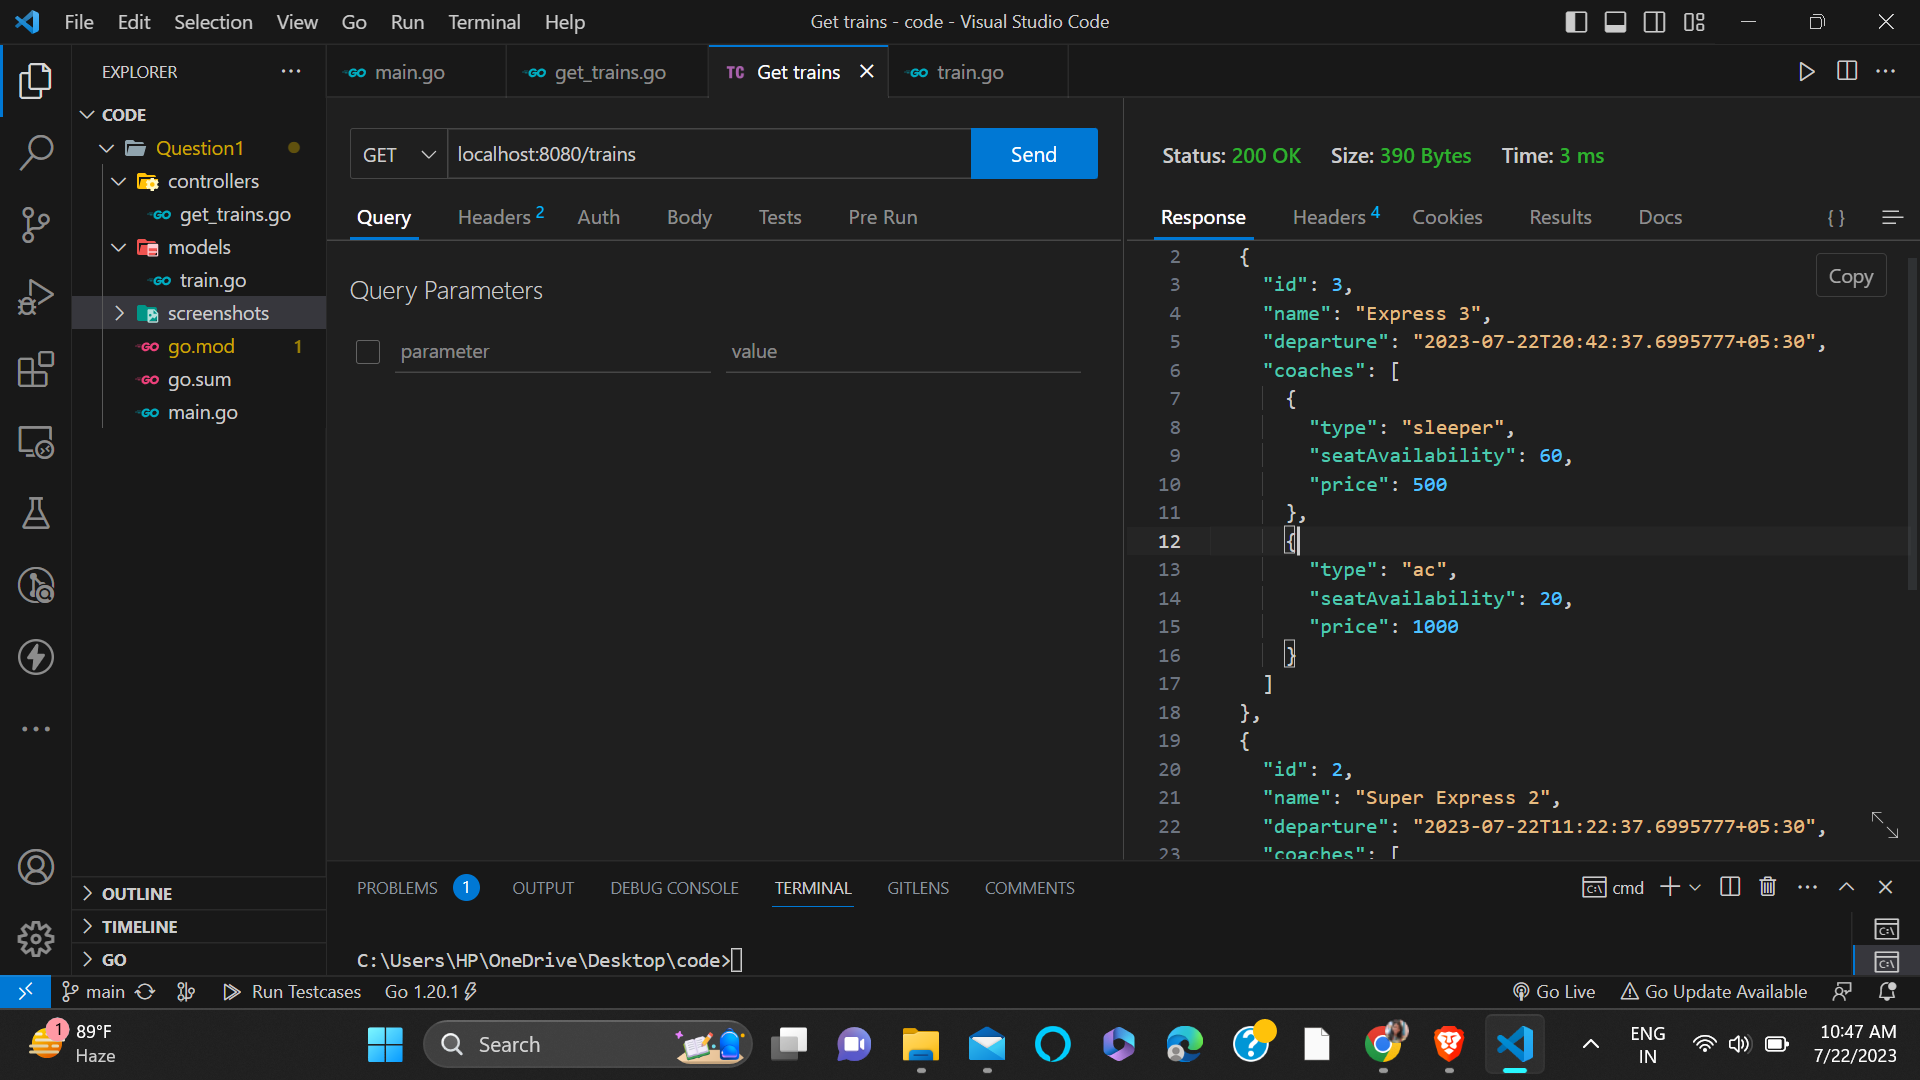 File Edit Selection View Go Run Terminal Help
Get trains - code - Visual Studio Code
EXPLORER
CODE
Question1
controllers
get_trains.go
models
train.go
screenshots
go.mod 1
go.sum
main.go
OUTLINE
TIMELINE
GO
main.go
get_trains.go
TC Get trains
train.go
GET localhost:8080/trains Send
Query Headers 2 Auth Body Tests Pre Run
Query Parameters
parameter value
Status: 200 OK Size: 390 Bytes Time: 3 ms
Response Headers 4 Cookies Results Docs { }
Copy
2 {
3 "id": 3,
4 "name": "Express 3",
5 "departure": "2023-07-22T20:42:37.6995777+05:30",
6 "coaches": [
7 {
8 "type": "sleeper",
9 "seatAvailability": 60,
10 "price": 500
11 },
12 {
13 "type": "ac",
14 "seatAvailability": 20,
15 "price": 1000
16 }
17 ]
18 },
19 {
20 "id": 2,
21 "name": "Super Express 2",
22 "departure": "2023-07-22T11:22:37.6995777+05:30",
23 "coaches": [
PROBLEMS 1 OUTPUT DEBUG CONSOLE TERMINAL GITLENS COMMENTS
cmd
C:\Users\HP\OneDrive\Desktop\code>
main Run Testcases Go 1.20.1
Go Live Go Update Available
1 89°F
Haze
Search
ENG
IN
10:47 AM
7/22/2023